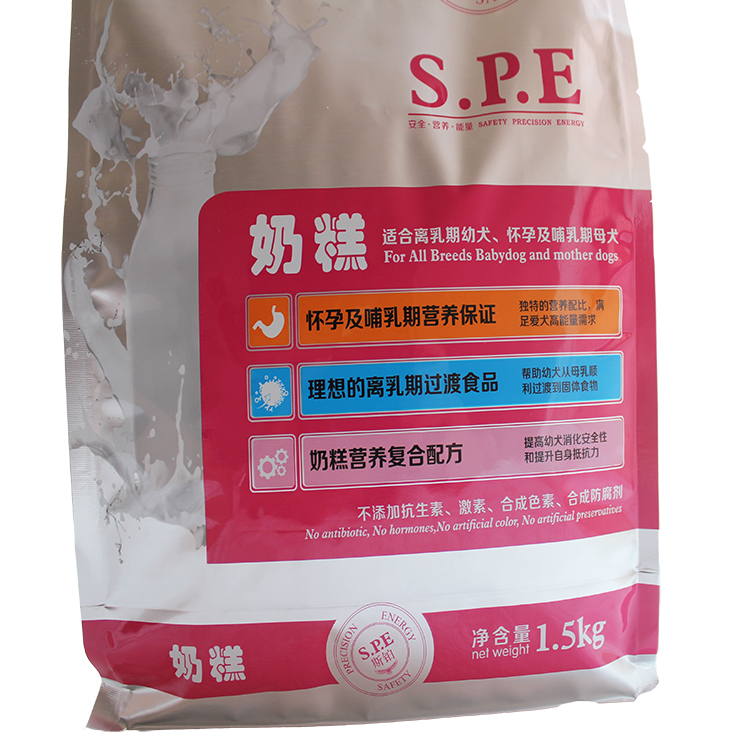 S.P.E
安全·营养·能量 SAFETY PRECISION ENERGY
奶糕
适合离乳期幼犬、怀孕及哺乳期母犬
For All Breeds Babydog and mother dogs
怀孕及哺乳期营养保证
独特的营养配比，满
足爱犬高能量需求
理想的离乳期过渡食品
帮助幼犬从母乳顺
利过渡到固体食物
奶糕营养复合配方
提高幼犬消化安全性
和提升自身抵抗力
不添加抗生素、激素、合成色素、合成防腐剂
No antibiotic, No hormones,No artificial color, No artificial preservatives
奶糕
PRECISION ENERGY SAFETY
S.P.E
斯铂
净含量 1.5kg
net weight